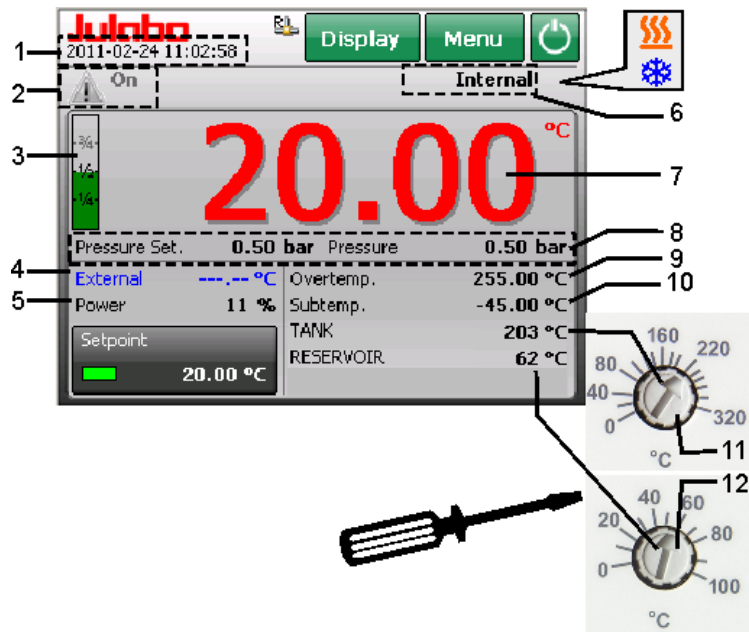 Julabo
Display
Menu
1
2011-02-24 11:02:58
2
On
Internal
6
3
3/4
1/2
1/4
20.00
°C
7
Pressure Set. 0.50 bar Pressure 0.50 bar
8
4
External ---.-- °C
Overtemp. 255.00 °C
9
5
Power 11 %
Subtemp. -45.00 °C
10
Setpoint
20.00 °C
TANK 203 °C
RESERVOIR 62 °C
0
40
80
160
220
320
°C
11
12
0
20
40
60
80
100
°C